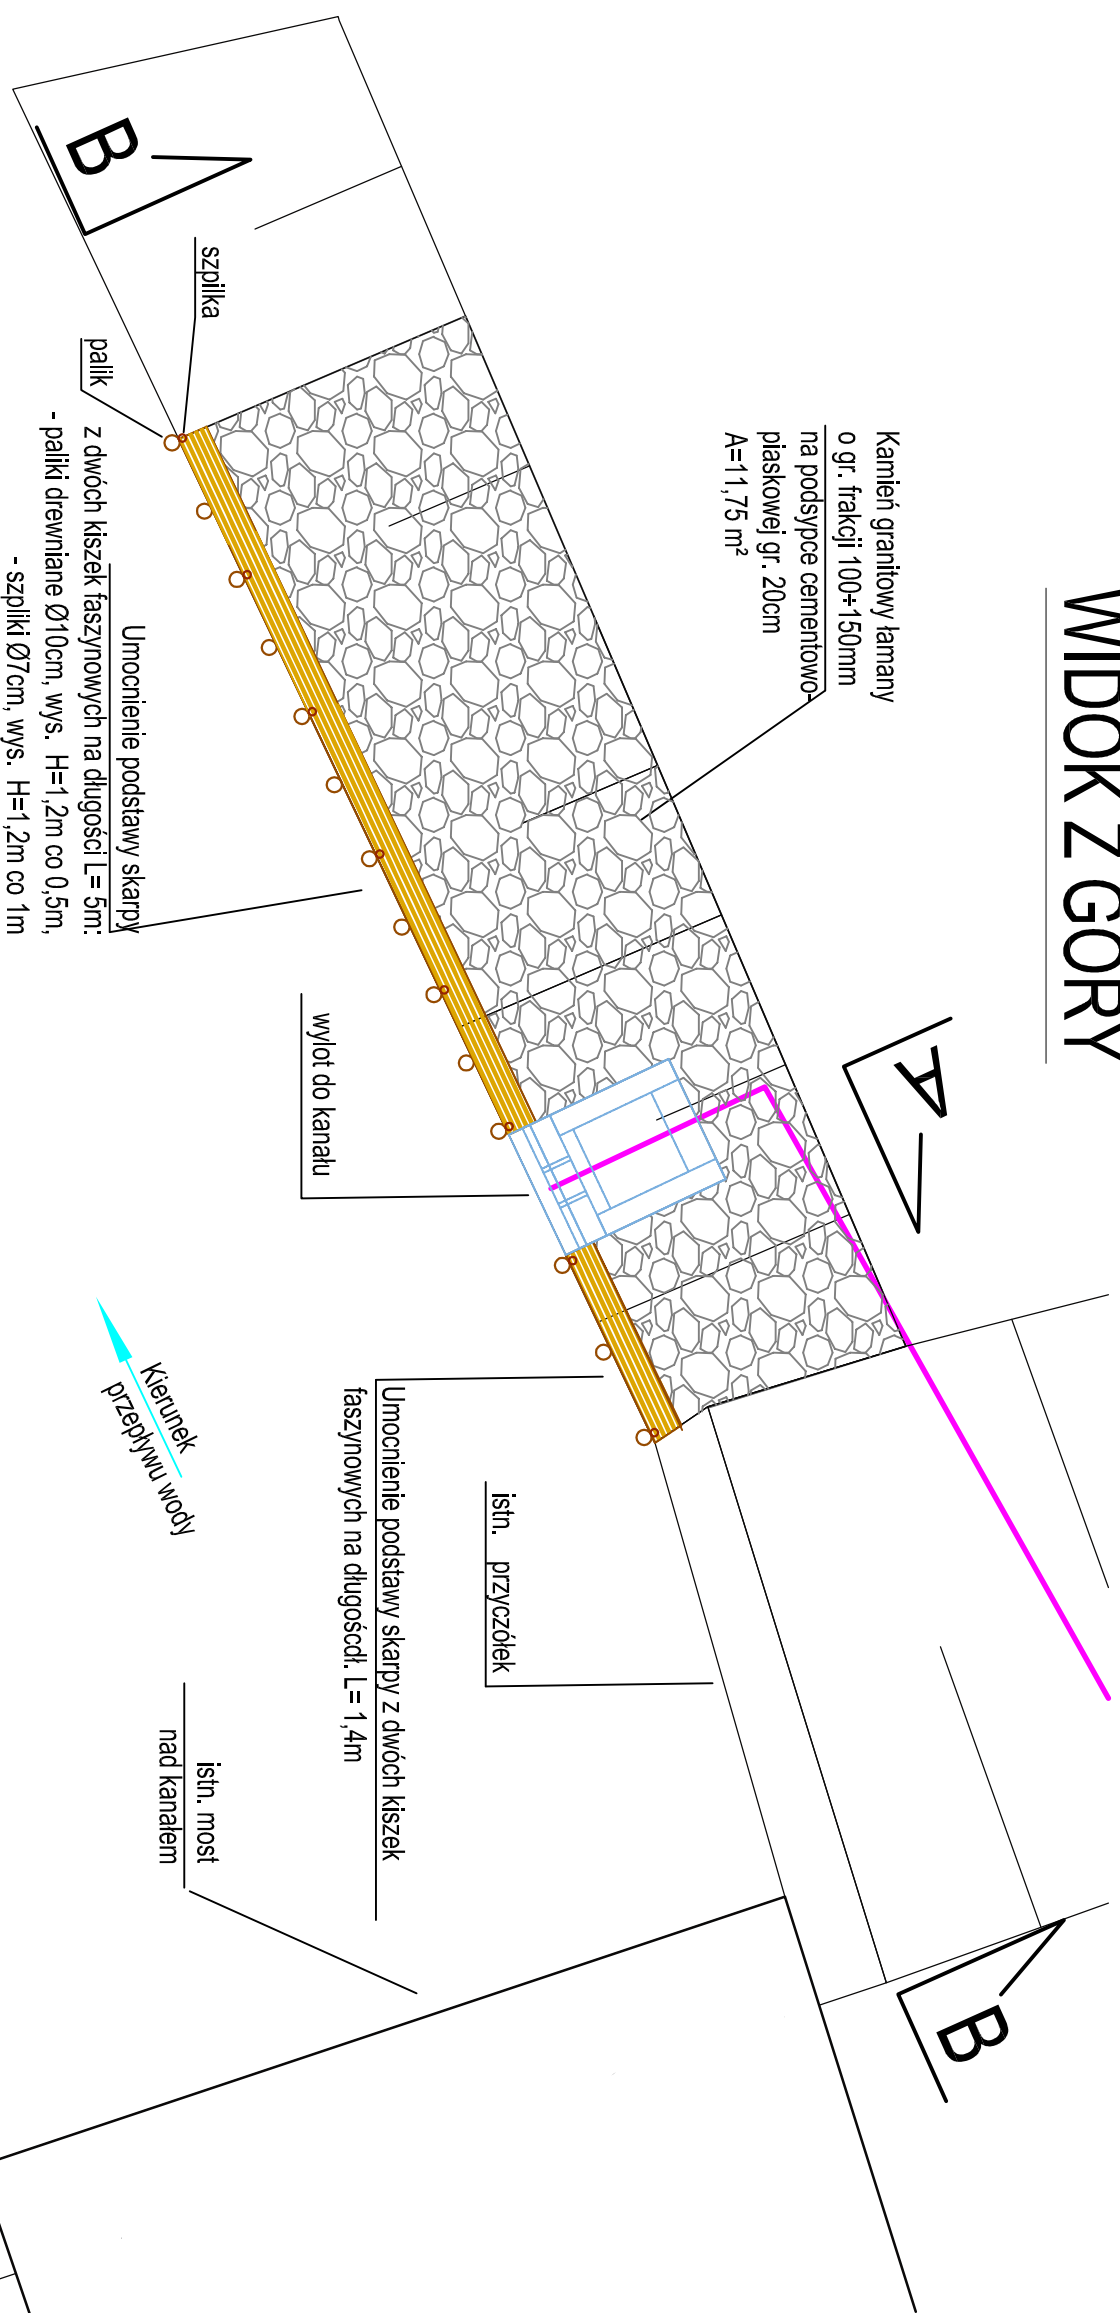 WIDOK Z GÓRY
Kamień granitowy łamany
o gr. frakcji 100÷150mm
na podsypce cementowo-
piaskowej gr. 20cm
A=11,75 m²
A
B
B
szpilka
palik
Umocnienie podstawy skarpy
z dwóch kiszek faszynowych na długości L= 5m:
- paliki drewniane Ø10cm, wys. H=1,2m co 0,5m,
- szpliki Ø7cm, wys. H=1,2m co 1m
wylot do kanału
Kierunek
przepływu wody
Umocnienie podstawy skarpy z dwóch kiszek
faszynowych na długoścdł. L= 1,4m
istn. przyczółek
istn. most
nad kanałem